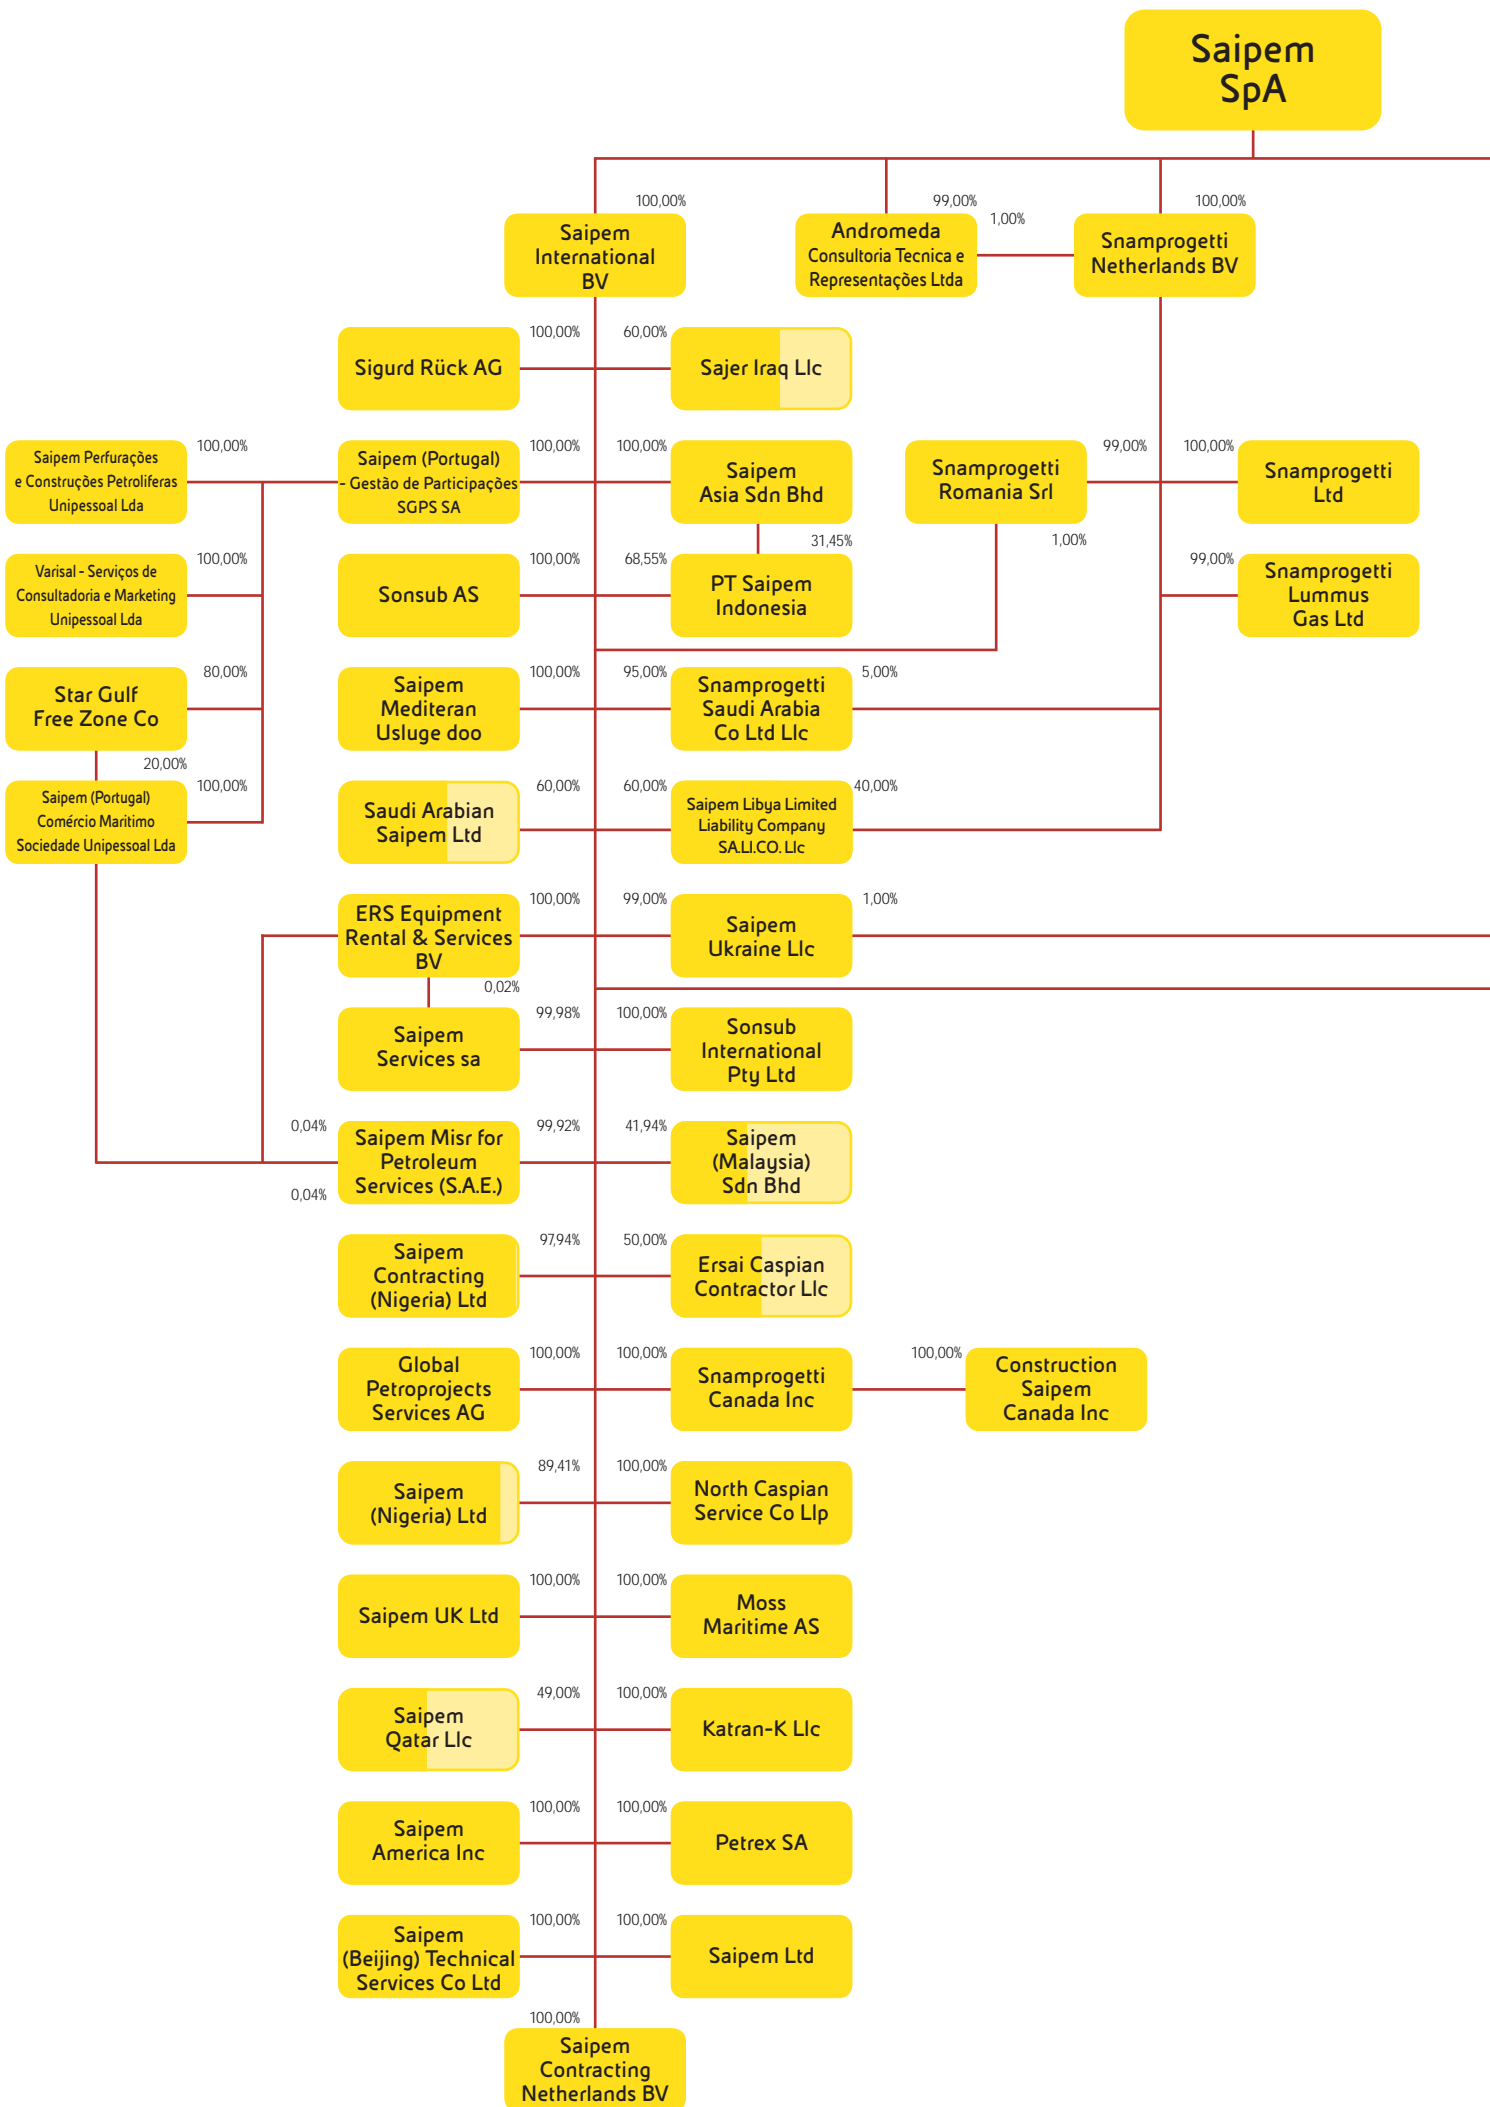 Saipem
SpA
100,00%
99,00%
1,00%
100,00%
Saipem
International
BV
Andromeda
Consultoria Tecnica e
Representações Ltda
Snamprogetti
Netherlands BV
100,00%
60,00%
Sigurd Rück AG
Sajer Iraq Llc
100,00%
100,00%
100,00%
99,00%
100,00%
Saipem Perfurações
e Construções Petroliferas
Unipessoal Lda
Saipem (Portugal)
- Gestão de Participações
SGPS SA
Saipem
Asia Sdn Bhd
Snamprogetti
Romania Srl
Snamprogetti
Ltd
31,45%
1,00%
100,00%
100,00%
68,55%
99,00%
Varisal - Serviços de
Consultadoria e Marketing
Unipessoal Lda
Sonsub AS
PT Saipem
Indonesia
Snamprogetti
Lummus
Gas Ltd
80,00%
100,00%
95,00%
5,00%
Star Gulf
Free Zone Co
Saipem
Mediteran
Usluge doo
Snamprogetti
Saudi Arabia
Co Ltd Llc
20,00%
100,00%
60,00%
60,00%
40,00%
Saipem (Portugal)
Comércio Maritimo
Sociedade Unipessoal Lda
Saudi Arabian
Saipem Ltd
Saipem Libya Limited
Liability Company
SA.LI.CO. Llc
100,00%
99,00%
1,00%
ERS Equipment
Rental & Services
BV
Saipem
Ukraine Llc
0,02%
99,98%
100,00%
Saipem
Services sa
Sonsub
International
Pty Ltd
0,04%
99,92%
41,94%
Saipem Misr for
Petroleum
Services (S.A.E.)
Saipem
(Malaysia)
Sdn Bhd
0,04%
97,94%
50,00%
Saipem
Contracting
(Nigeria) Ltd
Ersai Caspian
Contractor Llc
100,00%
100,00%
100,00%
Global
Petroprojects
Services AG
Snamprogetti
Canada Inc
Construction
Saipem
Canada Inc
89,41%
100,00%
Saipem
(Nigeria) Ltd
North Caspian
Service Co Llp
100,00%
100,00%
Saipem UK Ltd
Moss
Maritime AS
49,00%
100,00%
Saipem
Qatar Llc
Katran-K Llc
100,00%
100,00%
Saipem
America Inc
Petrex SA
100,00%
100,00%
Saipem
(Beijing) Technical
Services Co Ltd
Saipem Ltd
100,00%
Saipem
Contracting
Netherlands BV